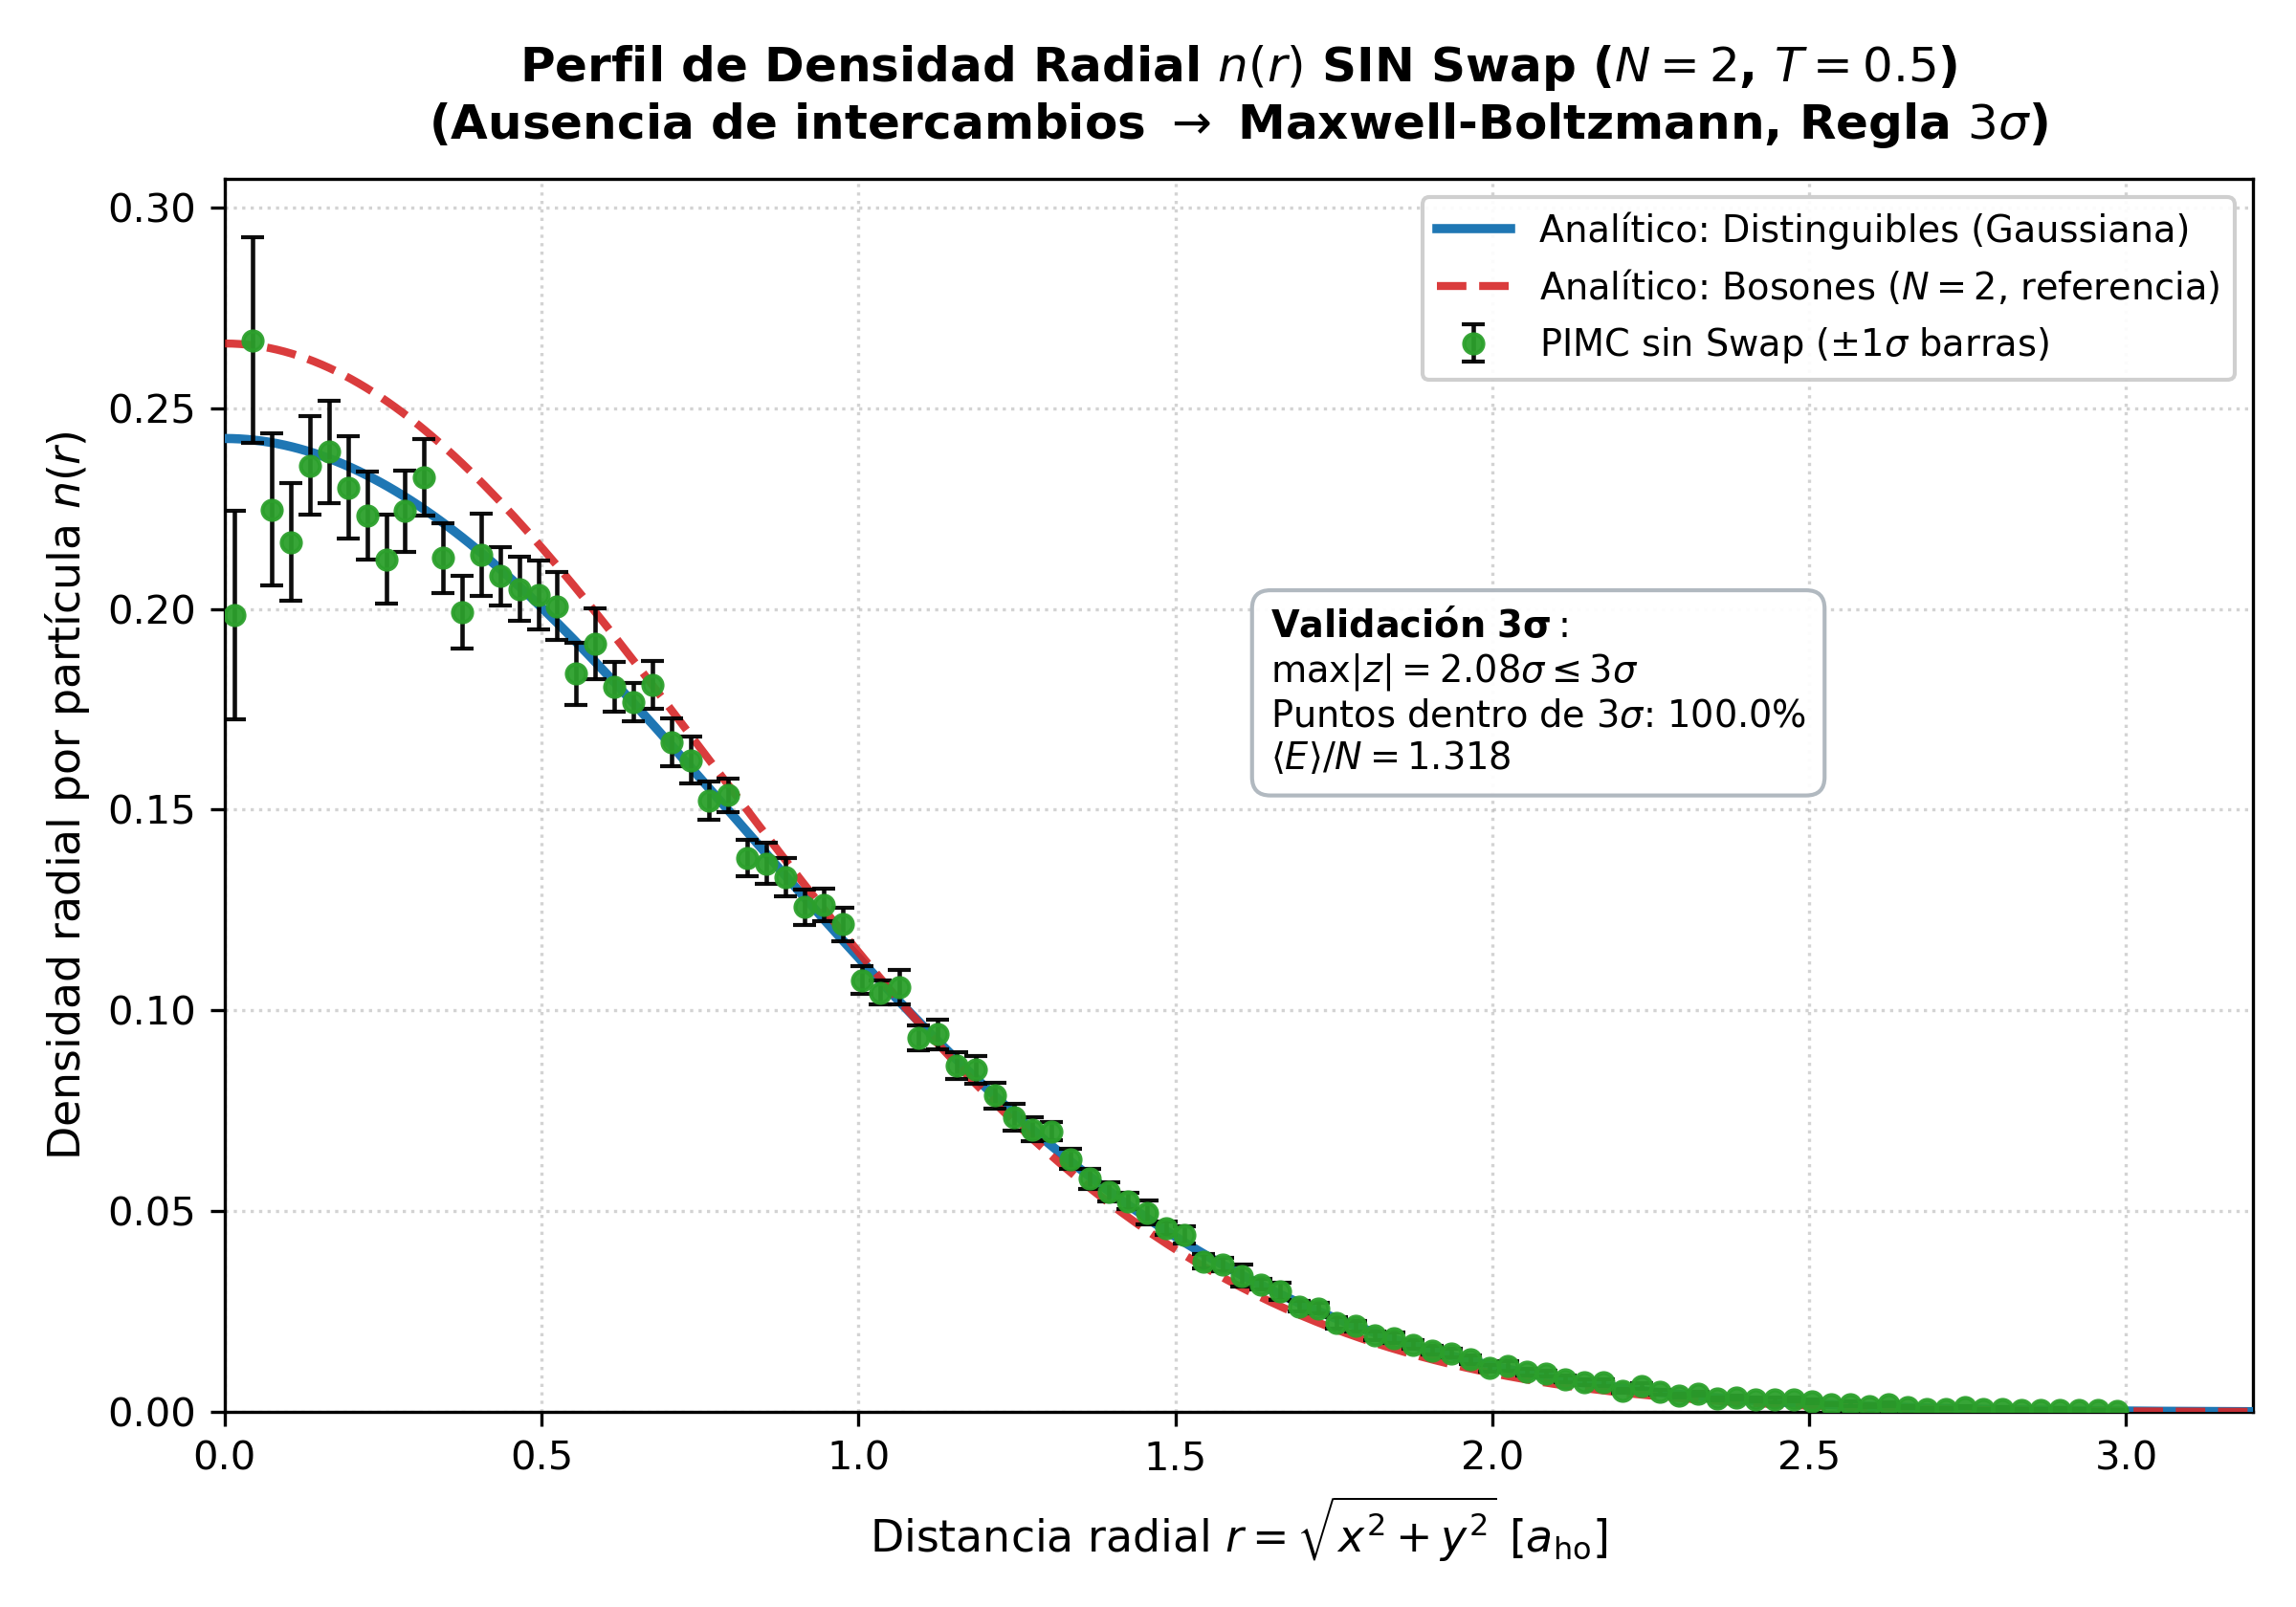 Perfil de Densidad Radial n(r) SIN Swap (N = 2, T = 0.5)
(Ausencia de intercambios → Maxwell-Boltzmann, Regla 3σ)
Densidad radial por partícula n(r)
0.30
0.25
0.20
0.15
0.10
0.05
0.00
Analítico: Distinguibles (Gaussiana)
Analítico: Bosones (N = 2, referencia)
PIMC sin Swap (±1σ barras)
Validación 3σ:
max|z| = 2.08σ ≤ 3σ
Puntos dentro de 3σ: 100.0%
⟨E⟩/N = 1.318
0.0 0.5 1.0 1.5 2.0 2.5 3.0
Distancia radial r = √x² + y² [a_ho]